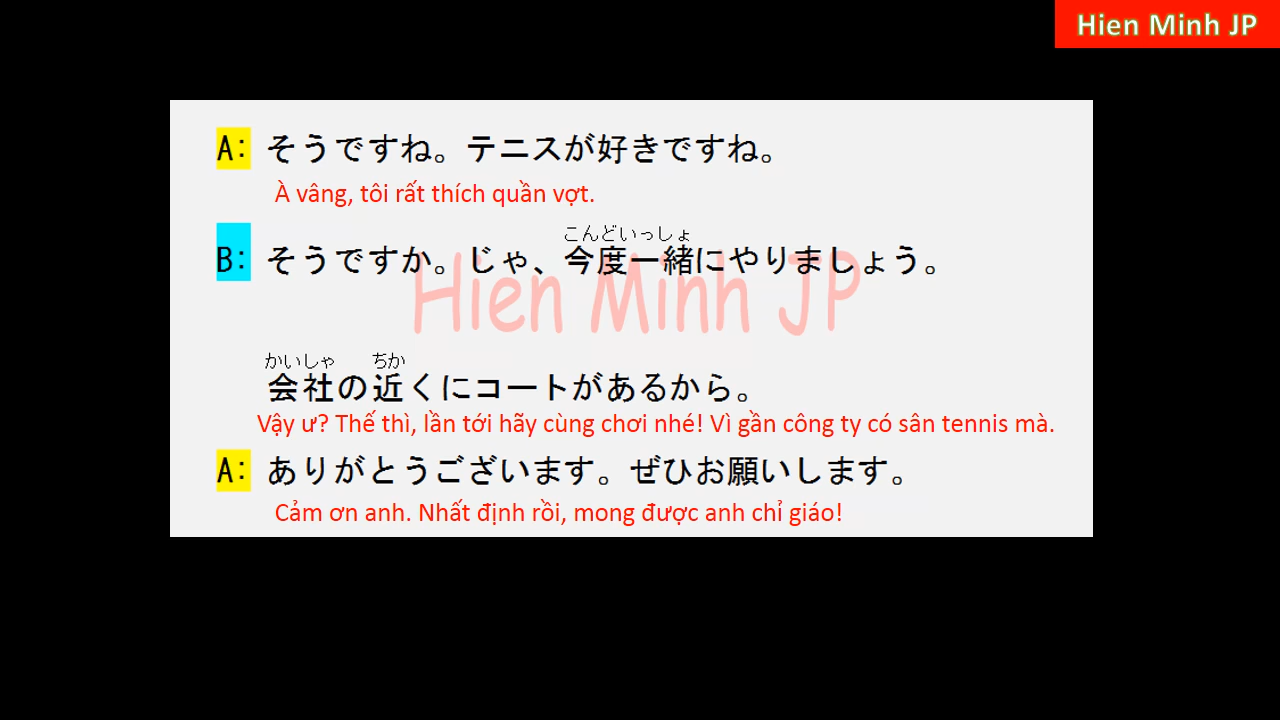 Hien Minh JP
A: そうですね。テニスが好きですね。
À vâng, tôi rất thích quần vợt.
こんどいっしょ
B: そうですか。じゃ、今度一緒にやりましょう。
Hien Minh JP
かいしゃ ぢか
会社の近くにコートがあるから。
Vậy ư? Thế thì, lần tới hãy cùng chơi nhé! Vì gần công ty có sân tennis mà.
A: ありがとうございます。ぜひお願いします。
Cảm ơn anh. Nhất định rồi, mong được anh chỉ giáo!